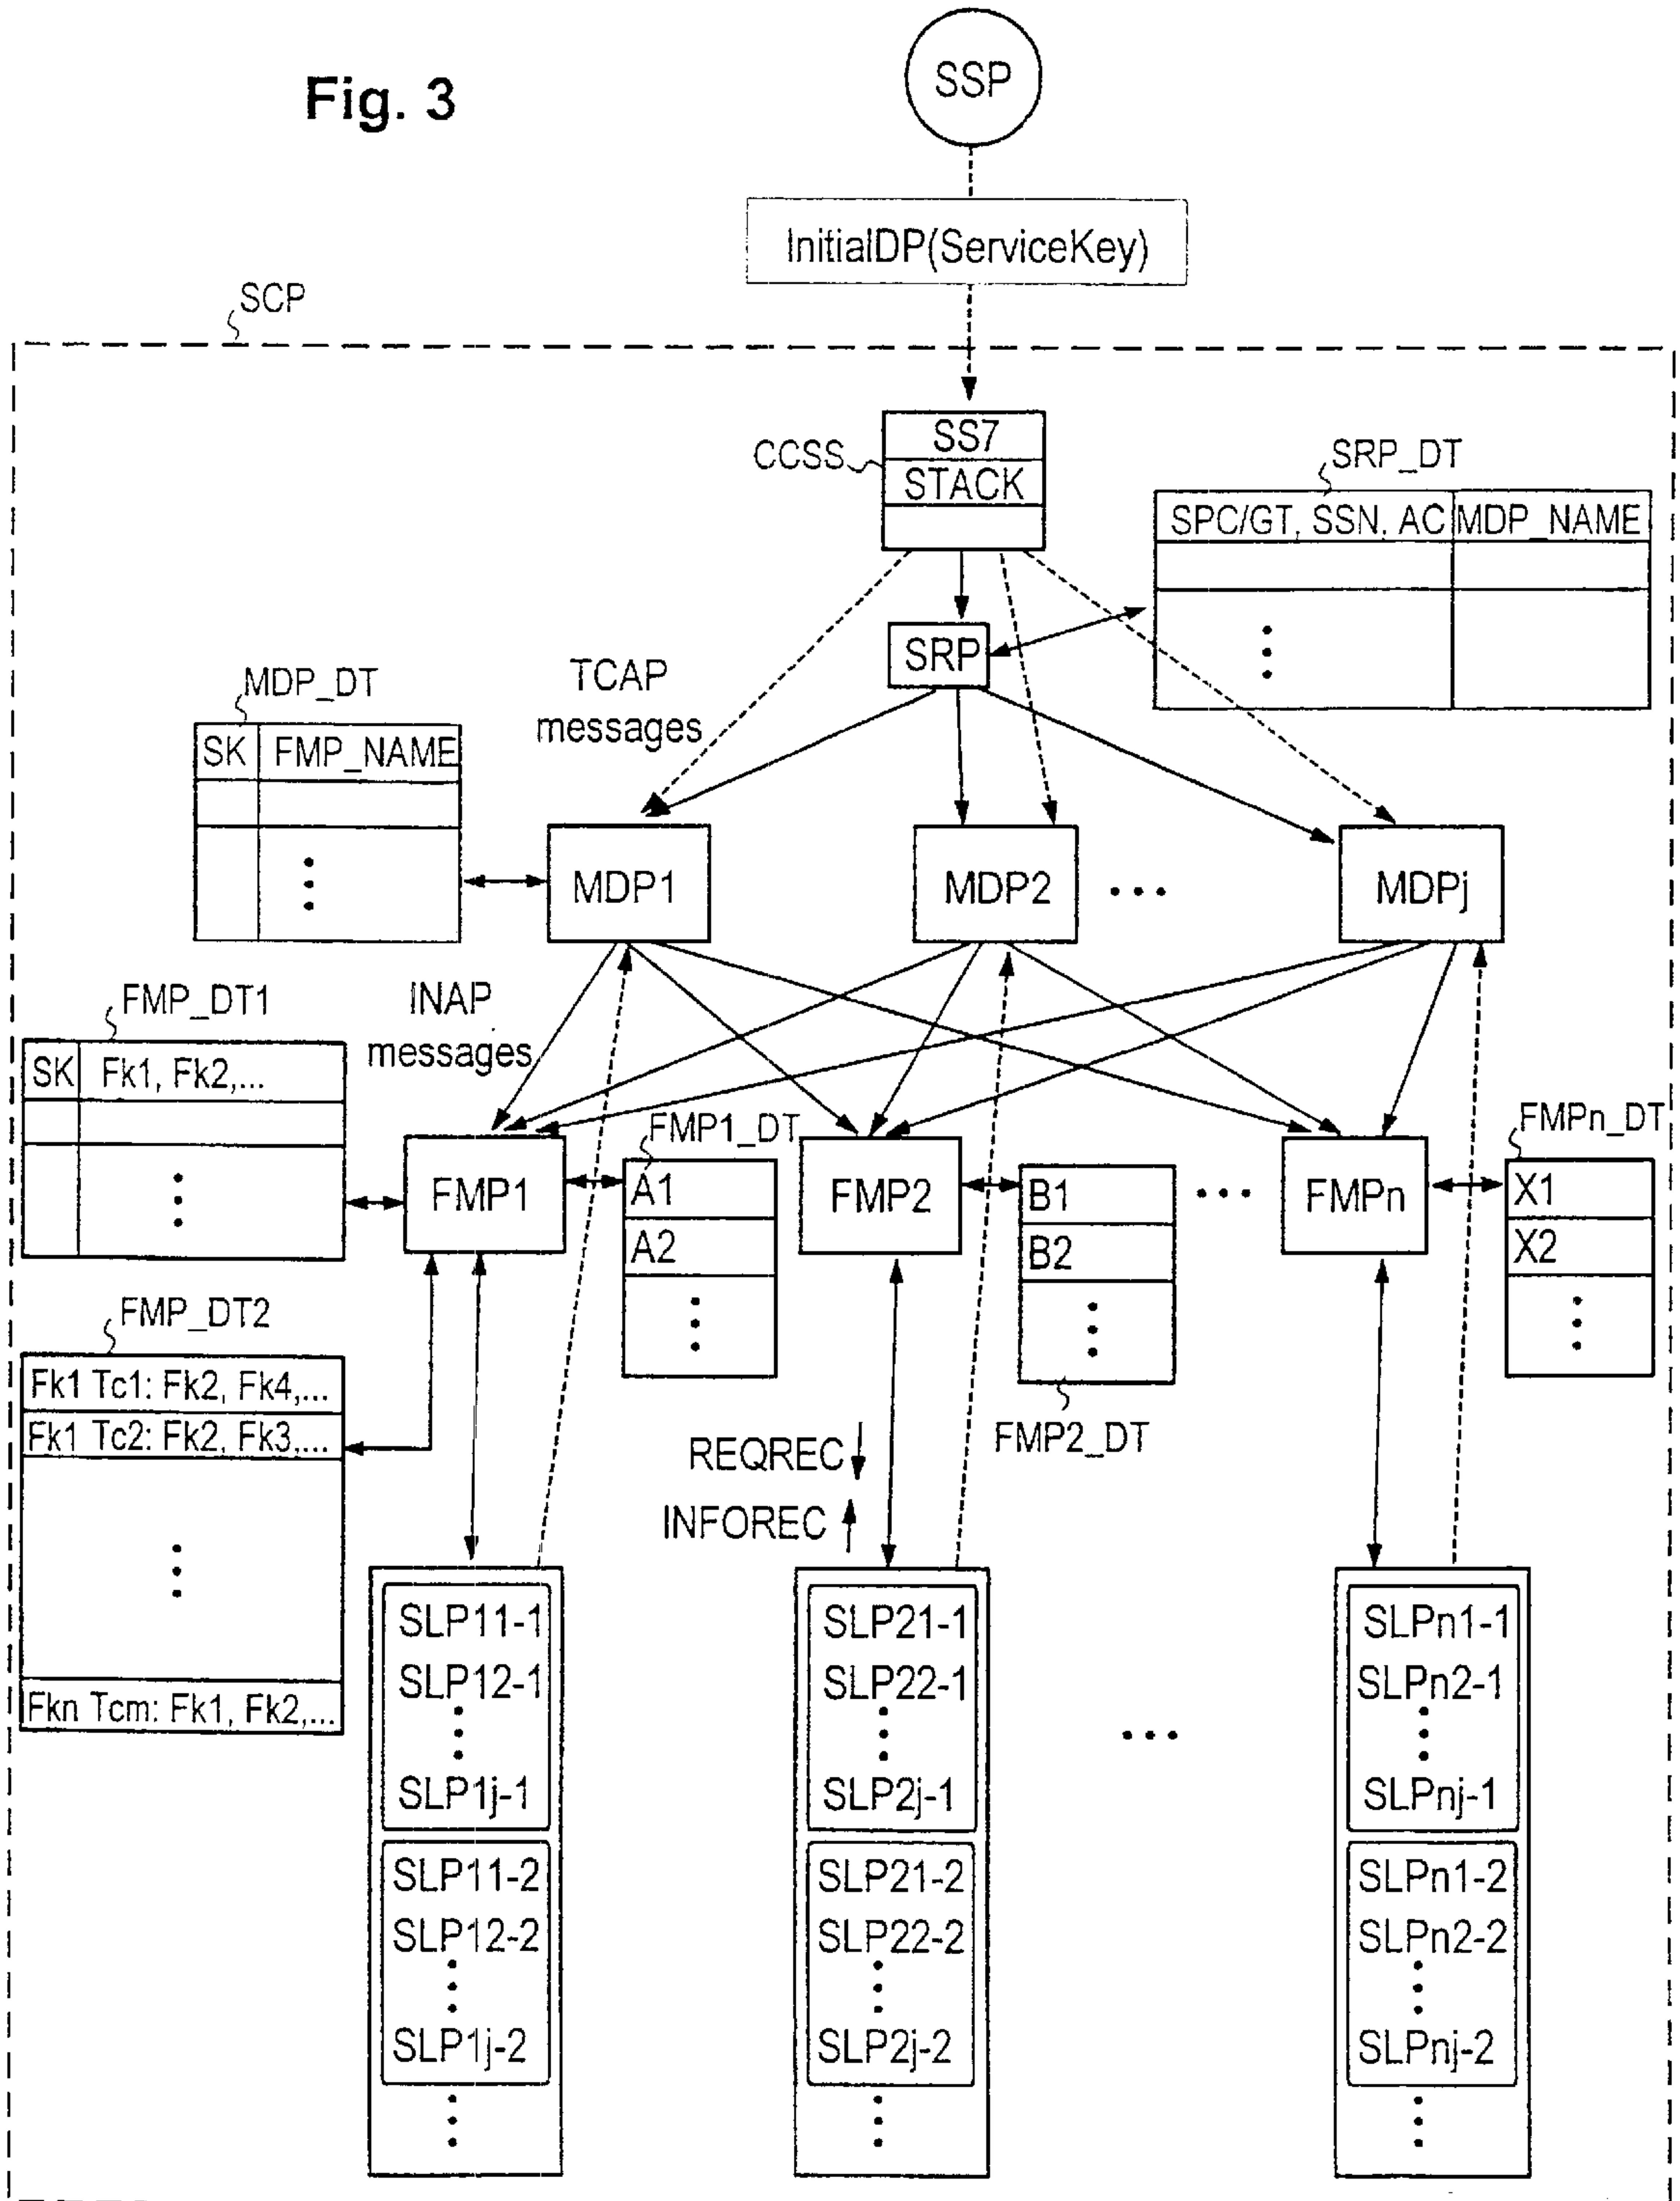 Fig. 3
SSP
InitialDP(ServiceKey)
SCP
CCSS
SS7
STACK
SRP_DT
SPC/GT, SSN, AC MDP_NAME
SRP
TCAP
messages
MDP_DT
SK FMP_NAME
MDP1
MDP2
MDPj
FMP_DT1
SK Fk1, Fk2,...
INAP
messages
FMP1
FMP1_DT
A1
A2
FMP2
B1
B2
FMP2_DT
FMPn
FMPn_DT
X1
X2
FMP_DT2
Fk1 Tc1: Fk2, Fk4,...
Fk1 Tc2: Fk2, Fk3,...
Fkn Tcm: Fk1, Fk2,...
REQREC
INFOREC
SLP11-1
SLP12-1
SLP1j-1
SLP11-2
SLP12-2
SLP1j-2
SLP21-1
SLP22-1
SLP2j-1
SLP21-2
SLP22-2
SLP2j-2
SLPn1-1
SLPn2-1
SLPnj-1
SLPn1-2
SLPn2-2
SLPnj-2